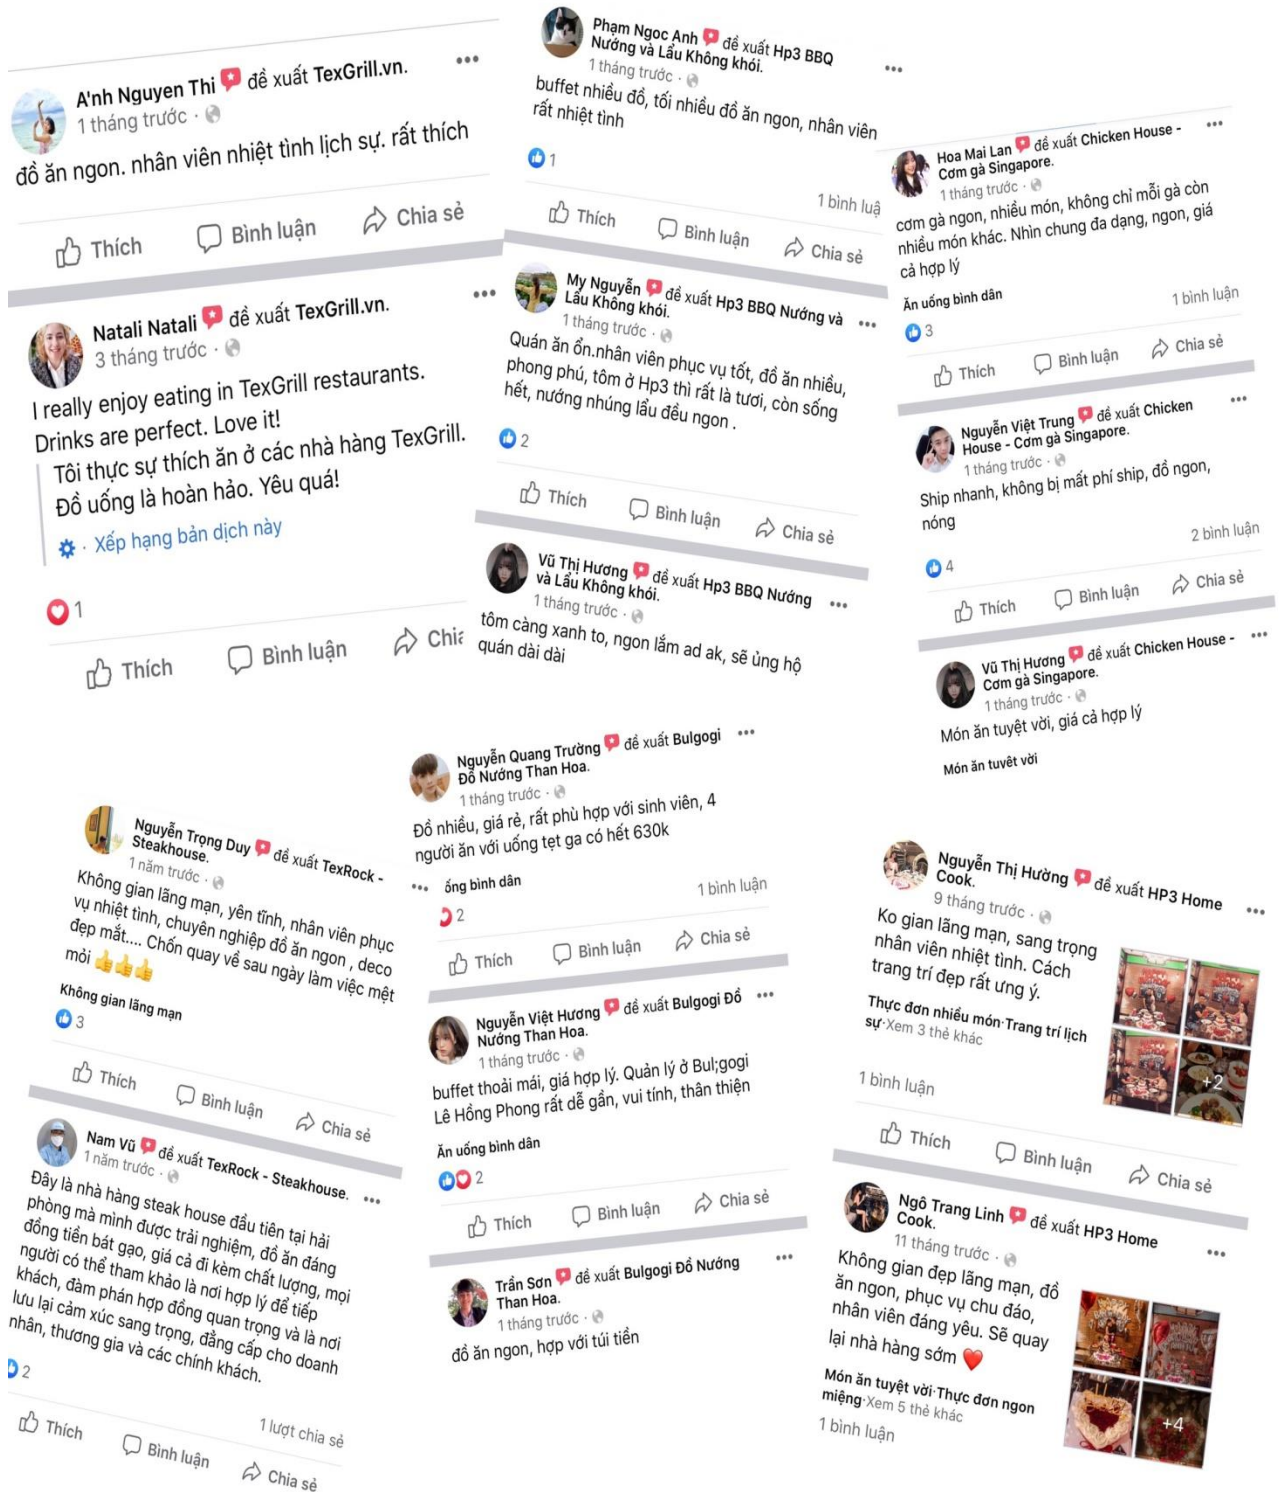 A'nh Nguyen Thi đề xuất TexGrill.vn.
1 tháng trước
đồ ăn ngon. nhân viên nhiệt tình lịch sự. rất thích
Thích Bình luận Chia sẻ
Natali Natali đề xuất TexGrill.vn.
3 tháng trước
I really enjoy eating in TexGrill restaurants.
Drinks are perfect. Love it!
Tôi thực sự thích ăn ở các nhà hàng TexGrill.
Đồ uống là hoàn hảo. Yêu quá!
Xếp hạng bản dịch này
1
Thích Bình luận Chia
Phạm Ngoc Anh đề xuất Hp3 BBQ
Nướng và Lẩu Không khói.
1 tháng trước
buffet nhiều đồ, tối nhiều đồ ăn ngon, nhân viên
rất nhiệt tình
1
1 bình luậ
Thích Bình luận Chia sẻ
My Nguyễn đề xuất Hp3 BBQ Nướng và
Lẩu Không khói.
1 tháng trước
Quán ăn ổn.nhân viên phục vụ tốt, đồ ăn nhiều,
phong phú, tôm ở Hp3 thì rất là tươi, còn sống
hết, nướng nhúng lẩu đều ngon .
2
Thích Bình luận Chia sẻ
Vũ Thị Hương đề xuất Hp3 BBQ Nướng
và Lẩu Không khói.
1 tháng trước
tôm càng xanh to, ngon lắm ad ak, sẽ ủng hộ
quán dài dài
Hoa Mai Lan đề xuất Chicken House -
Cơm gà Singapore.
1 tháng trước
cơm gà ngon, nhiều món, không chỉ mỗi gà còn
nhiều món khác. Nhìn chung đa dạng, ngon, giá
cả hợp lý
Ăn uống bình dân
1 bình luận
3
Thích Bình luận Chia sẻ
Nguyễn Việt Trung đề xuất Chicken
House - Cơm gà Singapore.
1 tháng trước
Ship nhanh, không bị mất phí ship, đồ ngon,
nóng
2 bình luận
4
Thích Bình luận Chia sẻ
Vũ Thị Hương đề xuất Chicken House -
Cơm gà Singapore.
1 tháng trước
Món ăn tuyệt vời, giá cả hợp lý
Món ăn tuyệt vời
Nguyễn Trọng Duy đề xuất TexRock -
Steakhouse.
1 năm trước
Không gian lãng mạn, yên tĩnh, nhân viên phục
vụ nhiệt tình, chuyên nghiệp đồ ăn ngon , deco
đẹp mắt.... Chốn quay về sau ngày làm việc mệt
mỏi 👍👍👍
Không gian lãng mạn
3
Thích Bình luận Chia sẻ
Nam Vũ đề xuất TexRock - Steakhouse.
1 năm trước
Đây là nhà hàng steak house đầu tiên tại hải
phòng mà mình được trải nghiệm, đồ ăn đáng
đồng tiền bát gạo, giá cả đi kèm chất lượng, mọi
người có thể tham khảo là nơi hợp lý để tiếp
khách, đàm phán hợp đồng quan trọng và là nơi
lưu lại cảm xúc sang trọng, đẳng cấp cho doanh
nhân, thương gia và các chính khách.
2
1 lượt chia sẻ
Thích Bình luận Chia sẻ
Nguyễn Quang Trường đề xuất Bulgogi
Đồ Nướng Than Hoa.
1 tháng trước
Đồ nhiều, giá rẻ, rất phù hợp với sinh viên, 4
người ăn với uống tẹt ga có hết 630k
ống bình dân
1 bình luận
2
Thích Bình luận Chia sẻ
Nguyễn Việt Hương đề xuất Bulgogi Đồ
Nướng Than Hoa.
1 tháng trước
buffet thoải mái, giá hợp lý. Quản lý ở Bul;gogi
Lê Hồng Phong rất dễ gần, vui tính, thân thiện
Ăn uống bình dân
2
Thích Bình luận Chia sẻ
Trần Sơn đề xuất Bulgogi Đồ Nướng
Than Hoa.
1 tháng trước
đồ ăn ngon, hợp với túi tiền
Nguyễn Thị Hường đề xuất HP3 Home
Cook.
9 tháng trước
Ko gian lãng mạn, sang trọng
nhân viên nhiệt tình. Cách
trang trí đẹp rất ưng ý.
Thực đơn nhiều món·Trang trí lịch
sự·Xem 3 thẻ khác
+2
1 bình luận
Thích Bình luận Chia sẻ
Ngô Trang Linh đề xuất HP3 Home
Cook.
11 tháng trước
Không gian đẹp lãng mạn, đồ
ăn ngon, phục vụ chu đáo,
nhân viên đáng yêu. Sẽ quay
lại nhà hàng sớm ❤️
Món ăn tuyệt vời·Thực đơn ngon
miệng·Xem 5 thẻ khác
+4
1 bình luận